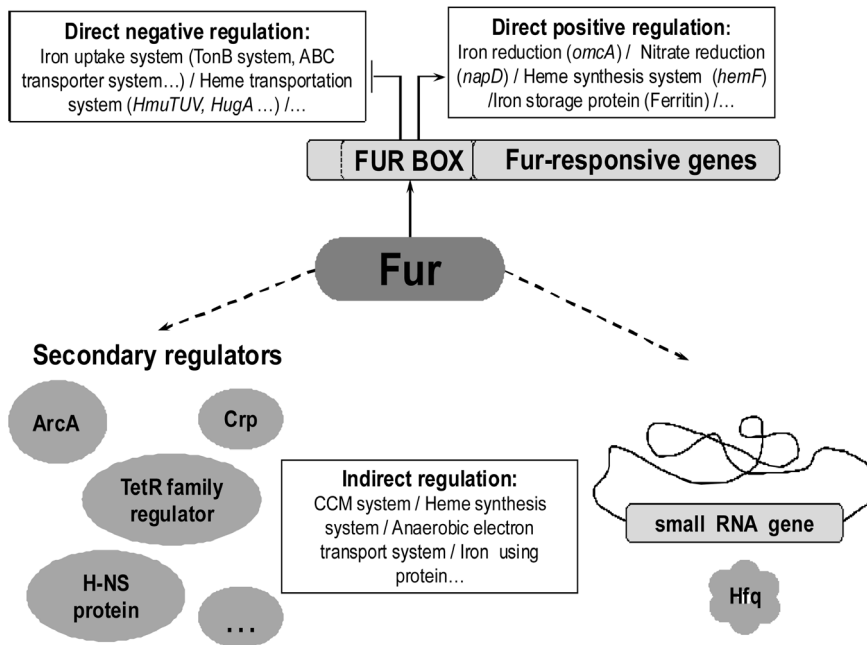 Direct negative regulation:
Iron uptake system (TonB system, ABC
transporter system…) / Heme transportation
system (HmuTUV, HugA …) /…
Direct positive regulation:
Iron reduction (omcA) / Nitrate reduction
(napD) / Heme synthesis system (hemF)
/Iron storage protein (Ferritin) /…
FUR BOX
Fur-responsive genes
Fur
Secondary regulators
ArcA
Crp
TetR family
regulator
H-NS
protein
…
Indirect regulation:
CCM system / Heme synthesis
system / Anaerobic electron
transport system / Iron using
protein…
small RNA gene
Hfq